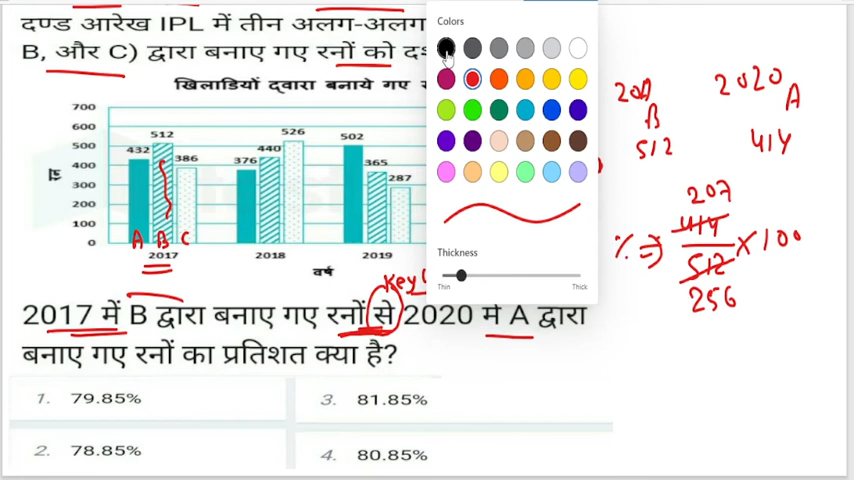 दण्ड आरेख IPL में तीन अलग-अलग
B, और C) द्वारा बनाए गए रनों को दर
खिलाडियों द्वारा बनाये गए र
700
600
500
400
300
200
100
0
रन
432
512
386
376
440
526
502
365
287
A B C
2017
2018
2019
वर्ष
Key
2017 में B द्वारा बनाए गए रनों से 2020 में A द्वारा
बनाए गए रनों का प्रतिशत क्या है?
1. 79.85%
3. 81.85%
2. 78.85%
4. 80.85%
Colors
Thickness
Thin
Thick
2020
B
A
512
414
207
% ⇒ 414 × 100
512
256